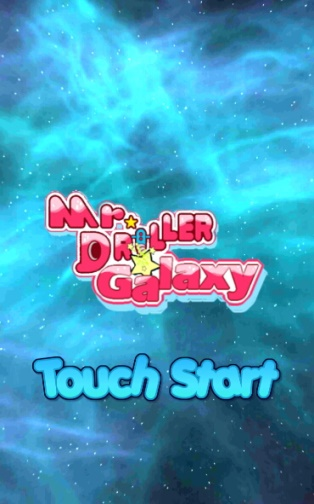 Mr.
DRiLLER
Galaxy
Touch Start